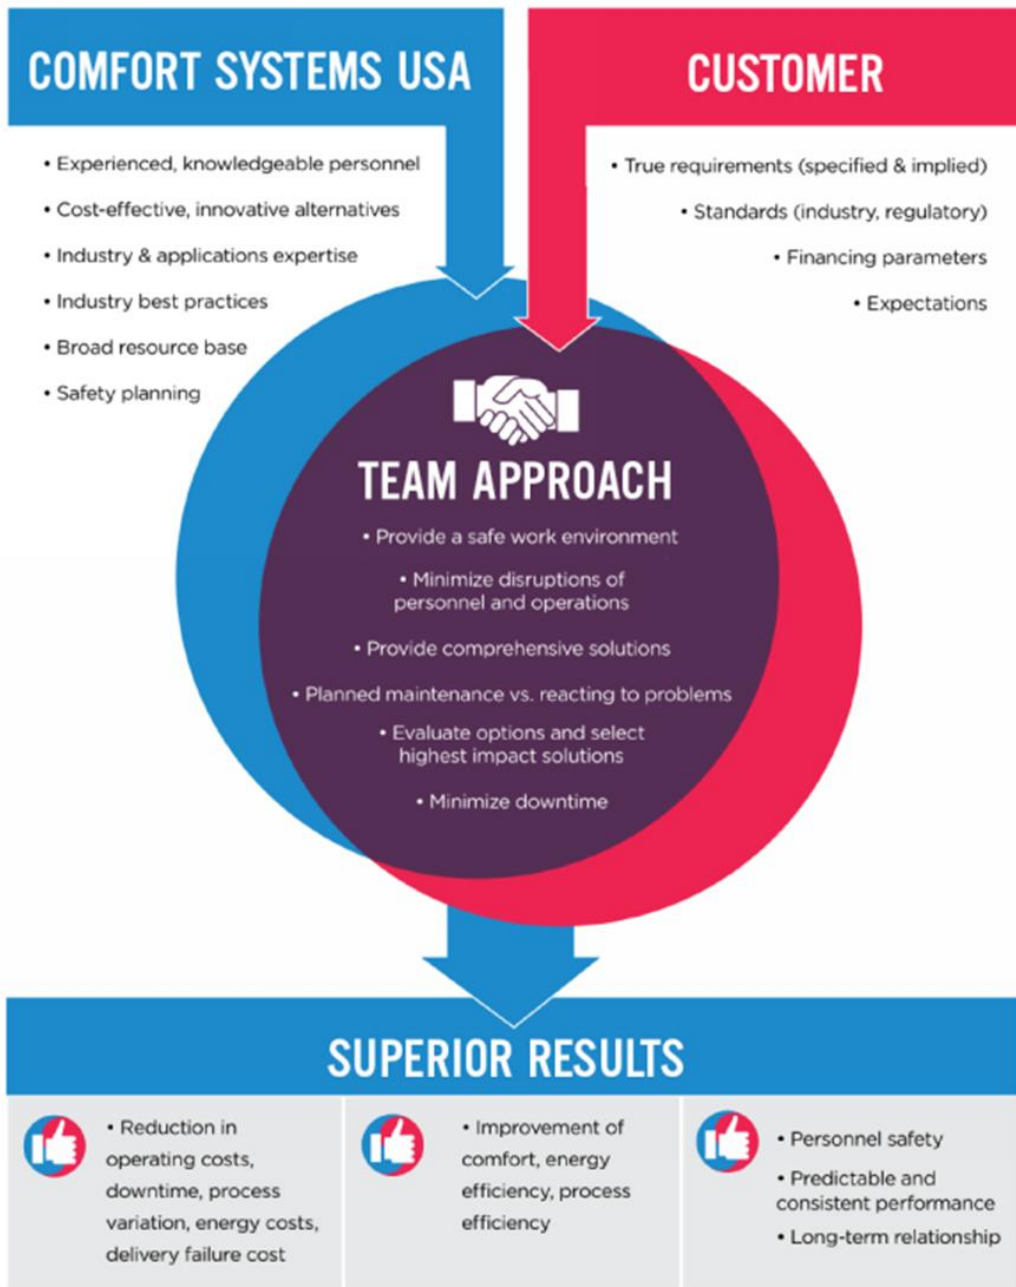 COMFORT SYSTEMS USA
• Experienced, knowledgeable personnel
• Cost-effective, innovative alternatives
• Industry & applications expertise
• Industry best practices
• Broad resource base
• Safety planning
CUSTOMER
• True requirements (specified & implied)
• Standards (industry, regulatory)
• Financing parameters
• Expectations
TEAM APPROACH
• Provide a safe work environment
• Minimize disruptions of
personnel and operations
• Provide comprehensive solutions
• Planned maintenance vs. reacting to problems
• Evaluate options and select
highest impact solutions
• Minimize downtime
SUPERIOR RESULTS
• Reduction in
operating costs,
downtime, process
variation, energy costs,
delivery failure cost
• Improvement of
comfort, energy
efficiency, process
efficiency
• Personnel safety
• Predictable and
consistent performance
• Long-term relationship